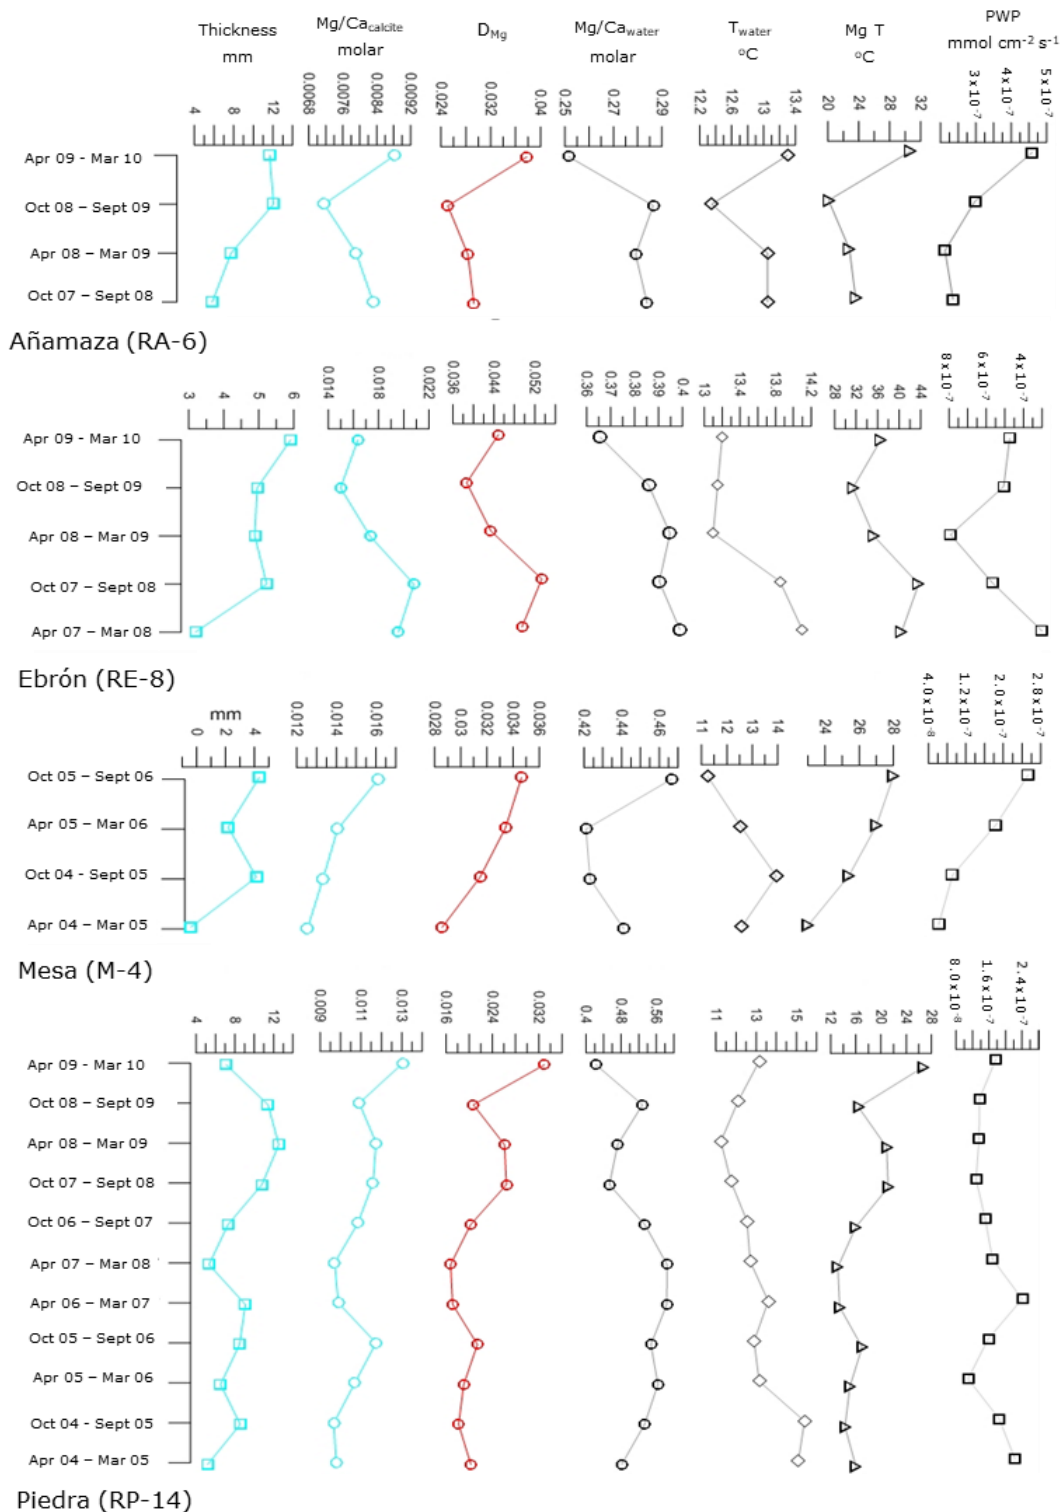 Thickness mm
Mg/Ca calcite molar
D Mg
Mg/Ca water molar
T water °C
Mg T °C
PWP mmol cm-2 s-1
4 8 12
0.0068 0.0076 0.0084 0.0092
0.024 0.032 0.04
0.25 0.27 0.29
12.2 12.6 13 13.4
20 24 28 32
3x10-7 4x10-7 5x10-7
Apr 09 - Mar 10
Oct 08 - Sept 09
Apr 08 – Mar 09
Oct 07 - Sept 08
Añamaza (RA-6)
3 4 5 6
0.014 0.018 0.022
0.036 0.044 0.052
0.36 0.37 0.38 0.39 0.4
13 13.4 13.8 14.2
28 32 36 40 44
8x10-7 6x10-7 4x10-7
Apr 09 - Mar 10
Oct 08 – Sept 09
Apr 08 – Mar 09
Oct 07 – Sept 08
Apr 07 – Mar 08
Ebrón (RE-8)
mm
0 2 4
0.012 0.014 0.016
0.028 0.03 0.032 0.034 0.036
0.42 0.44 0.46
11 12 13 14
24 26 28
4.0x10-8 1.2x10-7 2.0x10-7 2.8x10-7
Oct 05 – Sept 06
Apr 05 – Mar 06
Oct 04 - Sept 05
Apr 04 – Mar 05
Mesa (M-4)
4 8 12
0.009 0.011 0.013
0.016 0.024 0.032
0.4 0.48 0.56
11 13 15
12 16 20 24 28
8.0x10-8 1.6x10-7 2.4x10-7
Apr 09 - Mar 10
Oct 08 – Sept 09
Apr 08 – Mar 09
Oct 07 – Sept 08
Oct 06 – Sept 07
Apr 07 – Mar 08
Apr 06 – Mar 07
Oct 05 – Sept 06
Apr 05 – Mar 06
Oct 04 - Sept 05
Apr 04 – Mar 05
Piedra (RP-14)